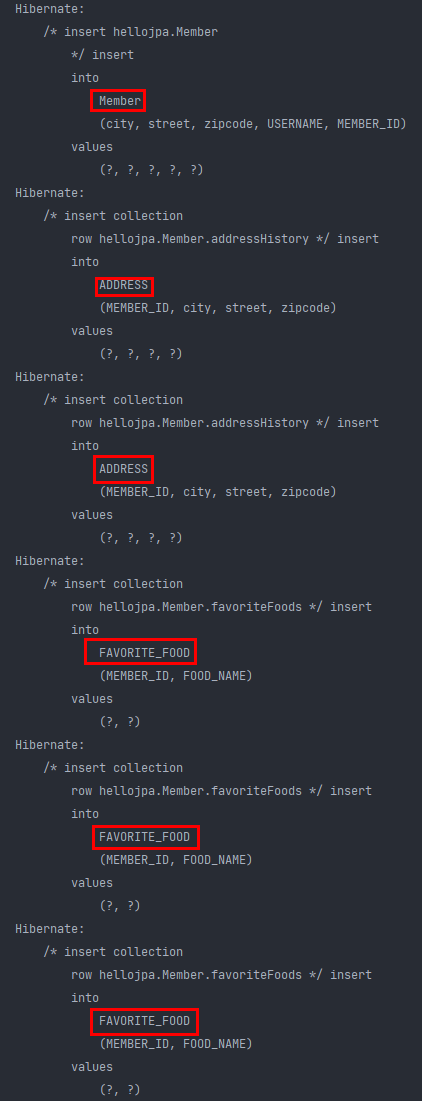 Hibernate:
/* insert hellojpa.Member
*/ insert
into
Member
(city, street, zipcode, USERNAME, MEMBER_ID)
values
(?, ?, ?, ?, ?)
Hibernate:
/* insert collection
row hellojpa.Member.addressHistory */ insert
into
ADDRESS
(MEMBER_ID, city, street, zipcode)
values
(?, ?, ?, ?)
Hibernate:
/* insert collection
row hellojpa.Member.addressHistory */ insert
into
ADDRESS
(MEMBER_ID, city, street, zipcode)
values
(?, ?, ?, ?)
Hibernate:
/* insert collection
row hellojpa.Member.favoriteFoods */ insert
into
FAVORITE_FOOD
(MEMBER_ID, FOOD_NAME)
values
(?, ?)
Hibernate:
/* insert collection
row hellojpa.Member.favoriteFoods */ insert
into
FAVORITE_FOOD
(MEMBER_ID, FOOD_NAME)
values
(?, ?)
Hibernate:
/* insert collection
row hellojpa.Member.favoriteFoods */ insert
into
FAVORITE_FOOD
(MEMBER_ID, FOOD_NAME)
values
(?, ?)